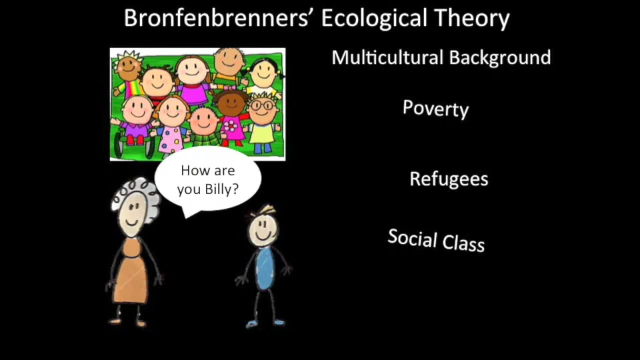 Bronfenbrenners' Ecological Theory
Multicultural Background
Poverty
How are
you Billy?
Refugees
Social Class